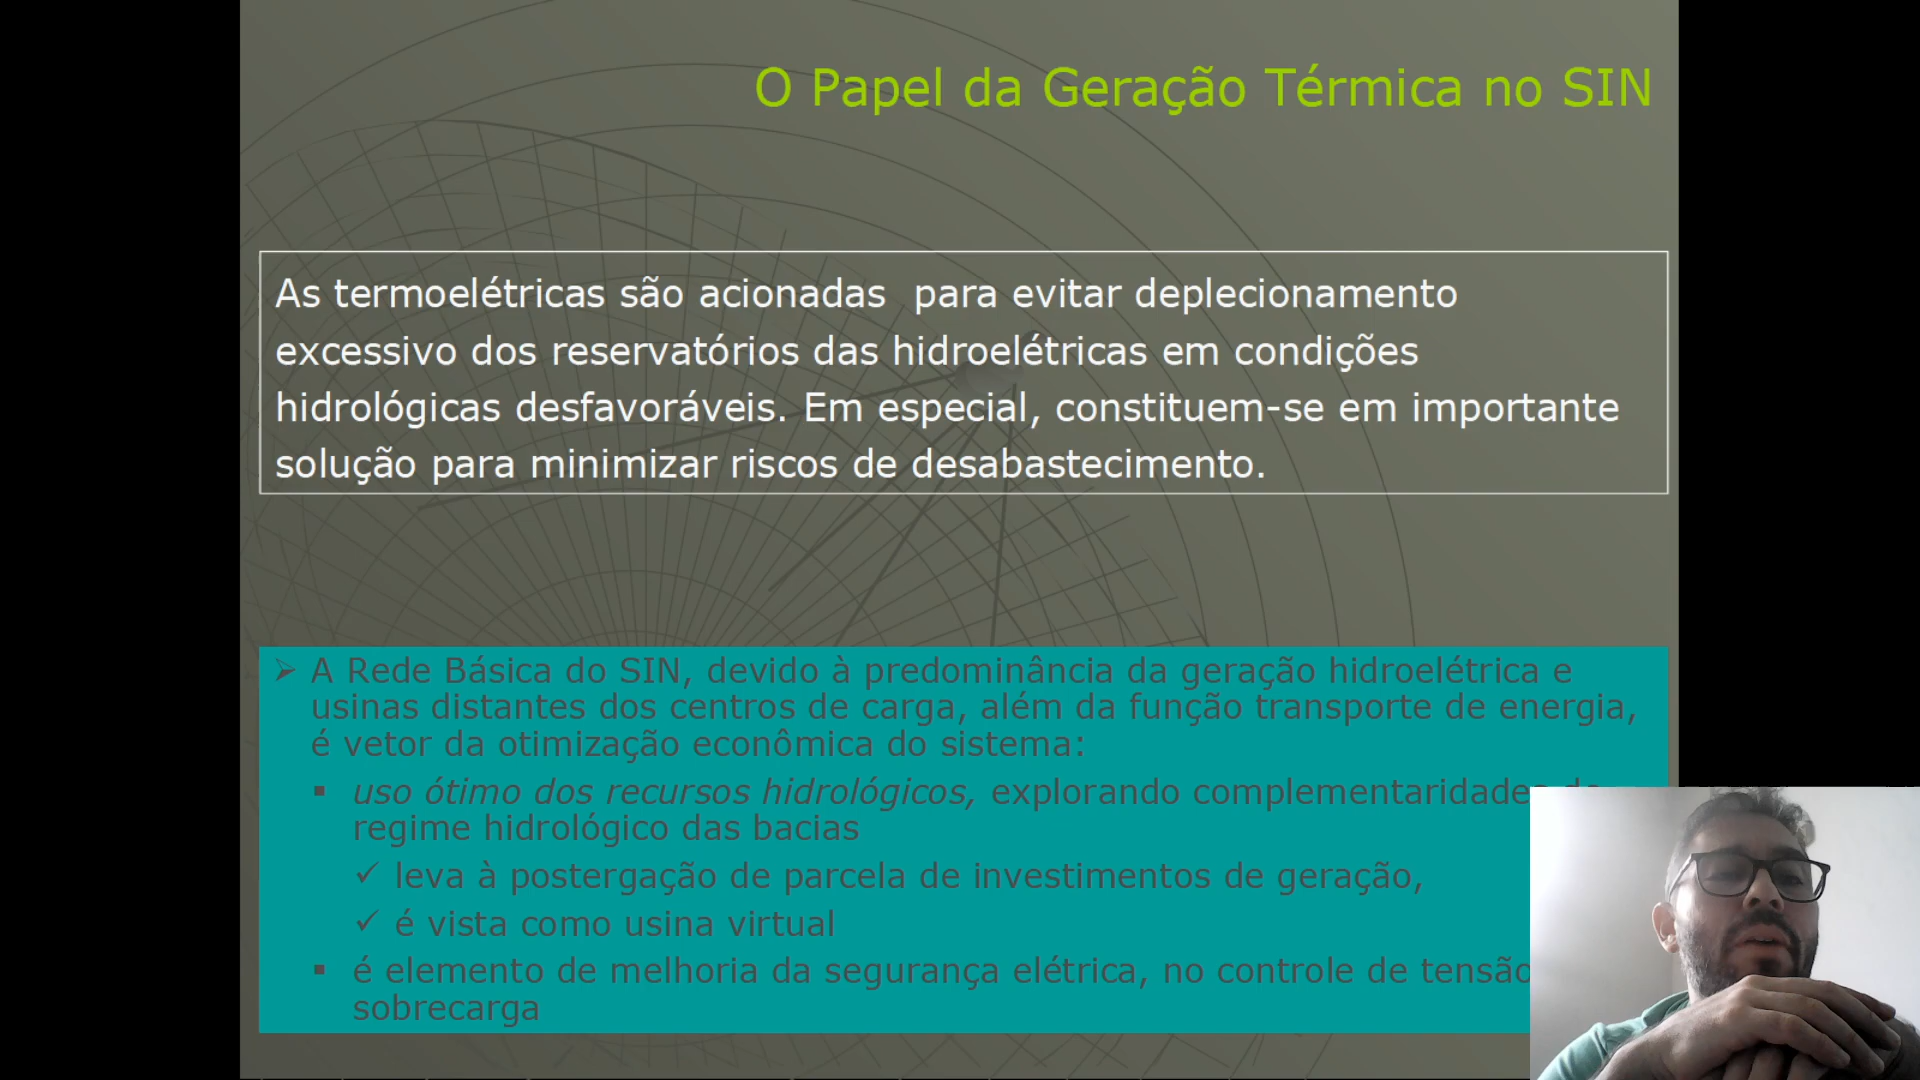 O Papel da Geração Térmica no SIN
As termoelétricas são acionadas para evitar deplecionamento
excessivo dos reservatórios das hidroelétricas em condições
hidrológicas desfavoráveis. Em especial, constituem-se em importante
solução para minimizar riscos de desabastecimento.
➢ A Rede Básica do SIN, devido à predominância da geração hidroelétrica e
usinas distantes dos centros de carga, além da função transporte de energia,
é vetor da otimização econômica do sistema:
▪ uso ótimo dos recursos hidrológicos, explorando complementaridades
regime hidrológico das bacias
✓ leva à postergação de parcela de investimentos de geração,
✓ é vista como usina virtual
▪ é elemento de melhoria da segurança elétrica, no controle de tensão
sobrecarga